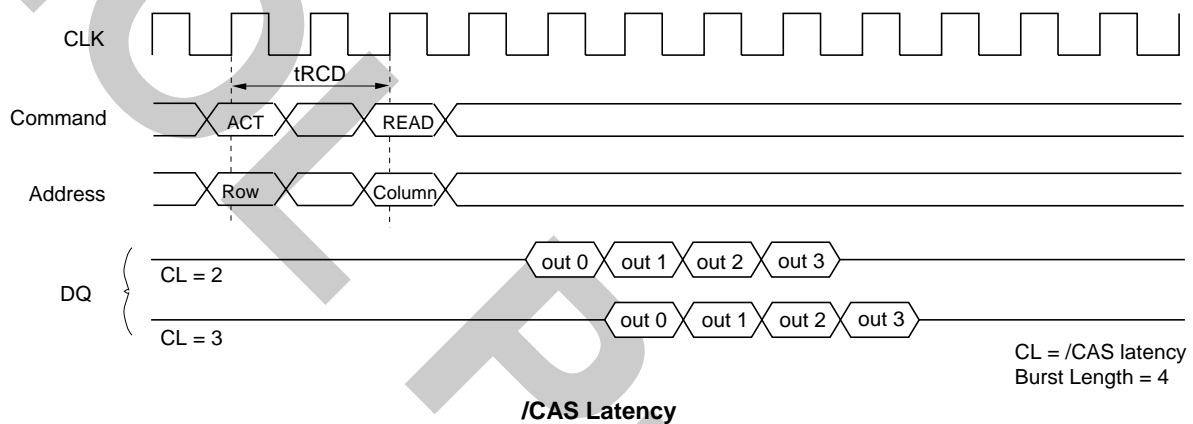 CLK
tRCD
Command
ACT
READ
Address
Row
Column
DQ
CL = 2
out 0
out 1
out 2
out 3
CL = 3
out 0
out 1
out 2
out 3
CL = /CAS latency
Burst Length = 4
/CAS Latency